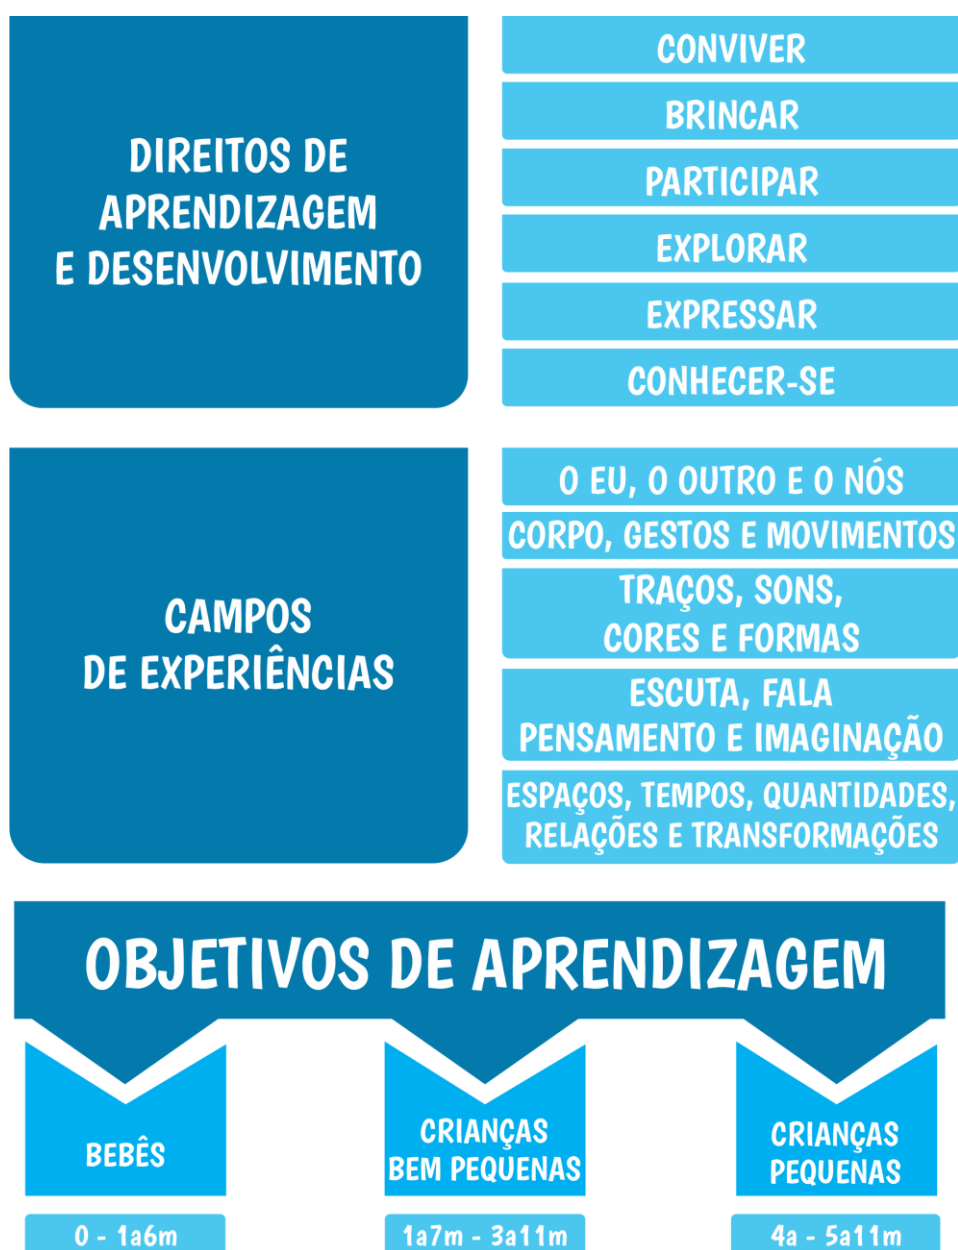 DIREITOS DE
APRENDIZAGEM
E DESENVOLVIMENTO
CONVIVER
BRINCAR
PARTICIPAR
EXPLORAR
EXPRESSAR
CONHECER-SE
CAMPOS
DE EXPERIÊNCIAS
O EU, O OUTRO E O NÓS
CORPO, GESTOS E MOVIMENTOS
TRAÇOS, SONS,
CORES E FORMAS
ESCUTA, FALA
PENSAMENTO E IMAGINAÇÃO
ESPAÇOS, TEMPOS, QUANTIDADES,
RELAÇÕES E TRANSFORMAÇÕES
OBJETIVOS DE APRENDIZAGEM
BEBÊS
0 - 1a6m
CRIANÇAS
BEM PEQUENAS
1a7m - 3a11m
CRIANÇAS
PEQUENAS
4a - 5a11m